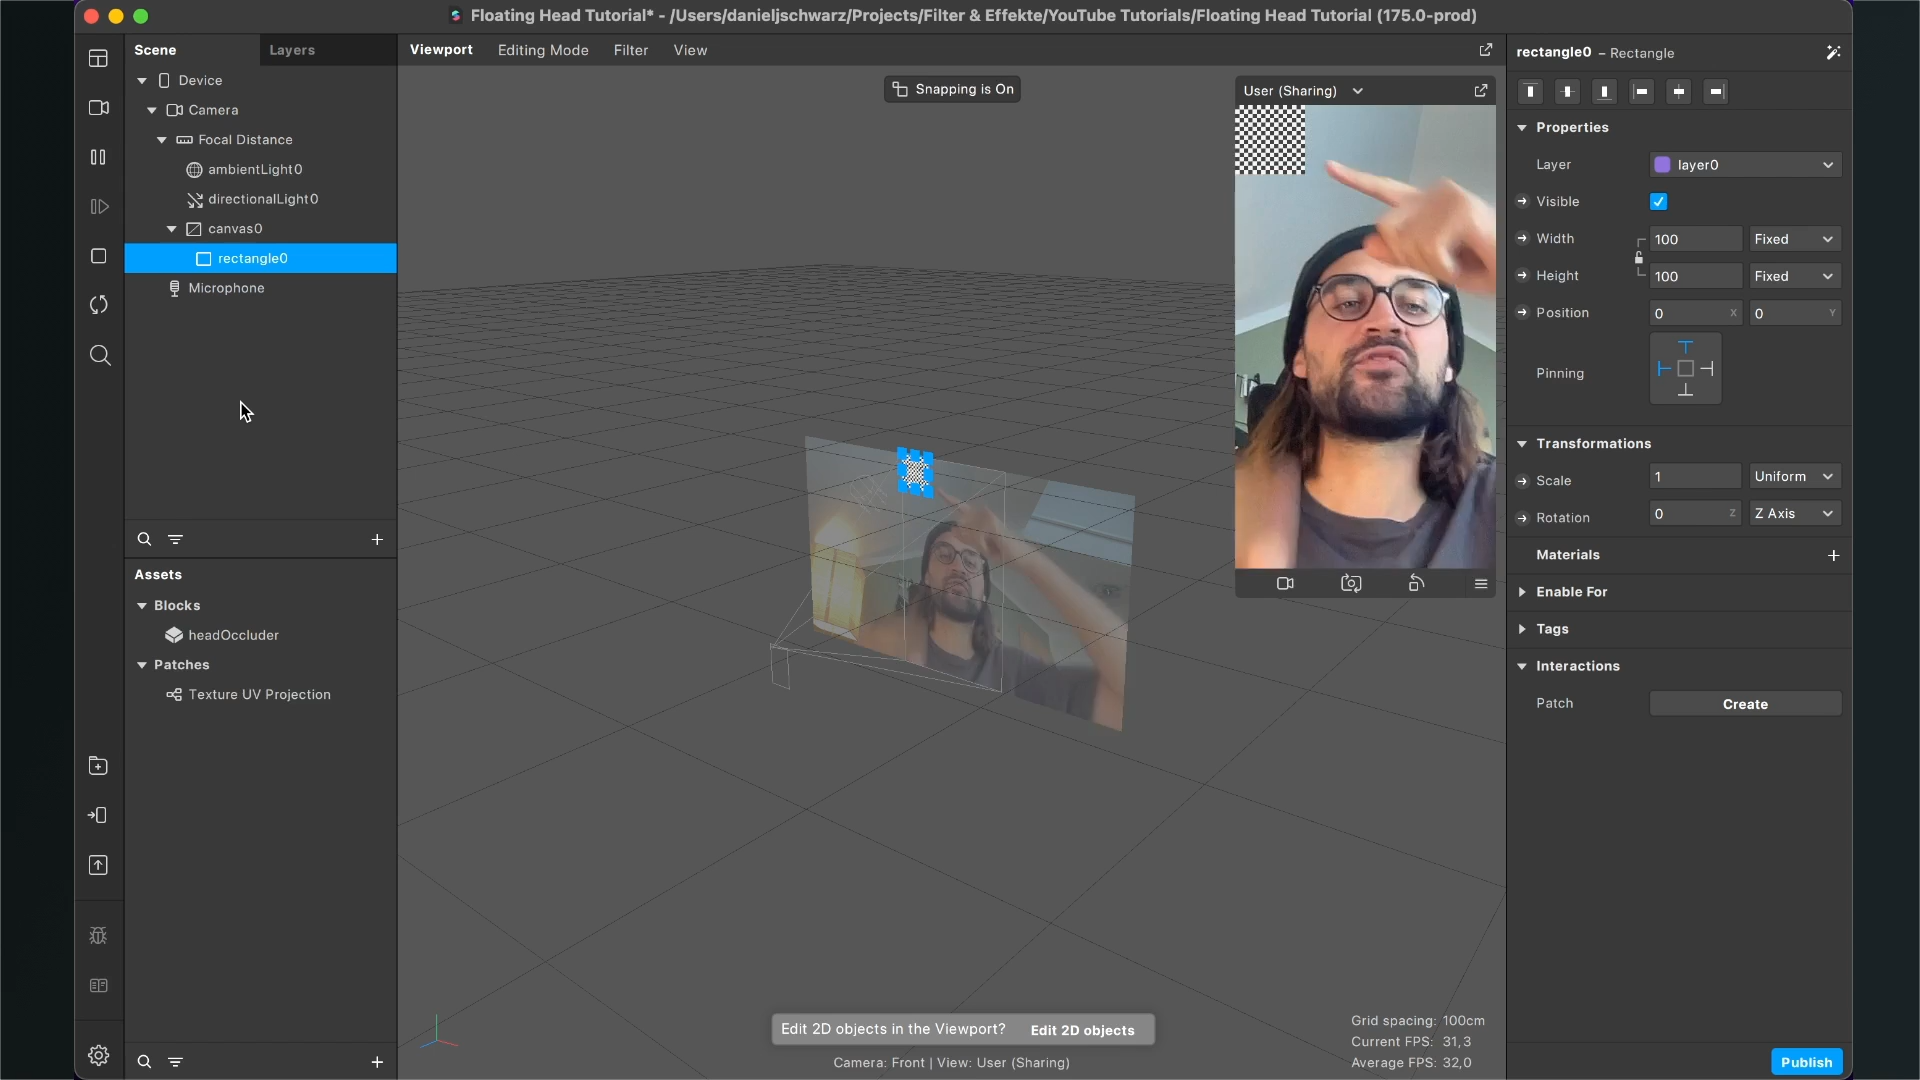 Floating Head Tutorial* - /Users/danieljschwarz/Projects/Filter & Effekte/YouTube Tutorials/Floating Head Tutorial (175.0-prod)
Scene
Layers
Device
Camera
Focal Distance
ambientLight0
directionalLight0
canvas0
rectangle0
Microphone
Assets
Blocks
headOccluder
Patches
Texture UV Projection
Viewport
Editing Mode
Filter
View
Snapping is On
User (Sharing)
Edit 2D objects in the Viewport?
Edit 2D objects
Camera: Front | View: User (Sharing)
Grid spacing: 100cm
Current FPS: 31,3
Average FPS: 32,0
rectangle0 – Rectangle
Properties
Layer
layer0
Visible
Width
100
Fixed
Height
100
Fixed
Position
0 X
0 Y
Pinning
Transformations
Scale
1
Uniform
Rotation
0 Z
Z Axis
Materials
Enable For
Tags
Interactions
Patch
Create
Publish